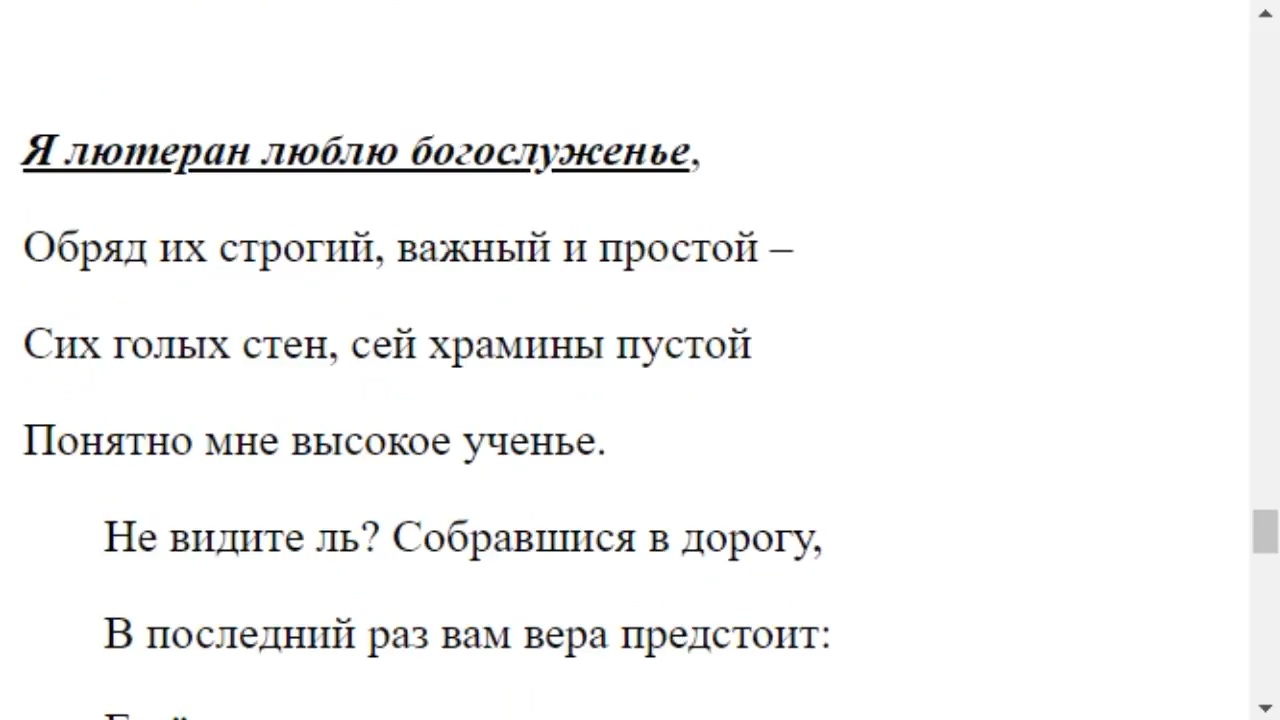 Я лютеран люблю богослуженье,
Обряд их строгий, важный и простой –
Сих голых стен, сей храмины пустой
Понятно мне высокое ученье.
Не видите ль? Собравшися в дорогу,
В последний раз вам вера предстоит: